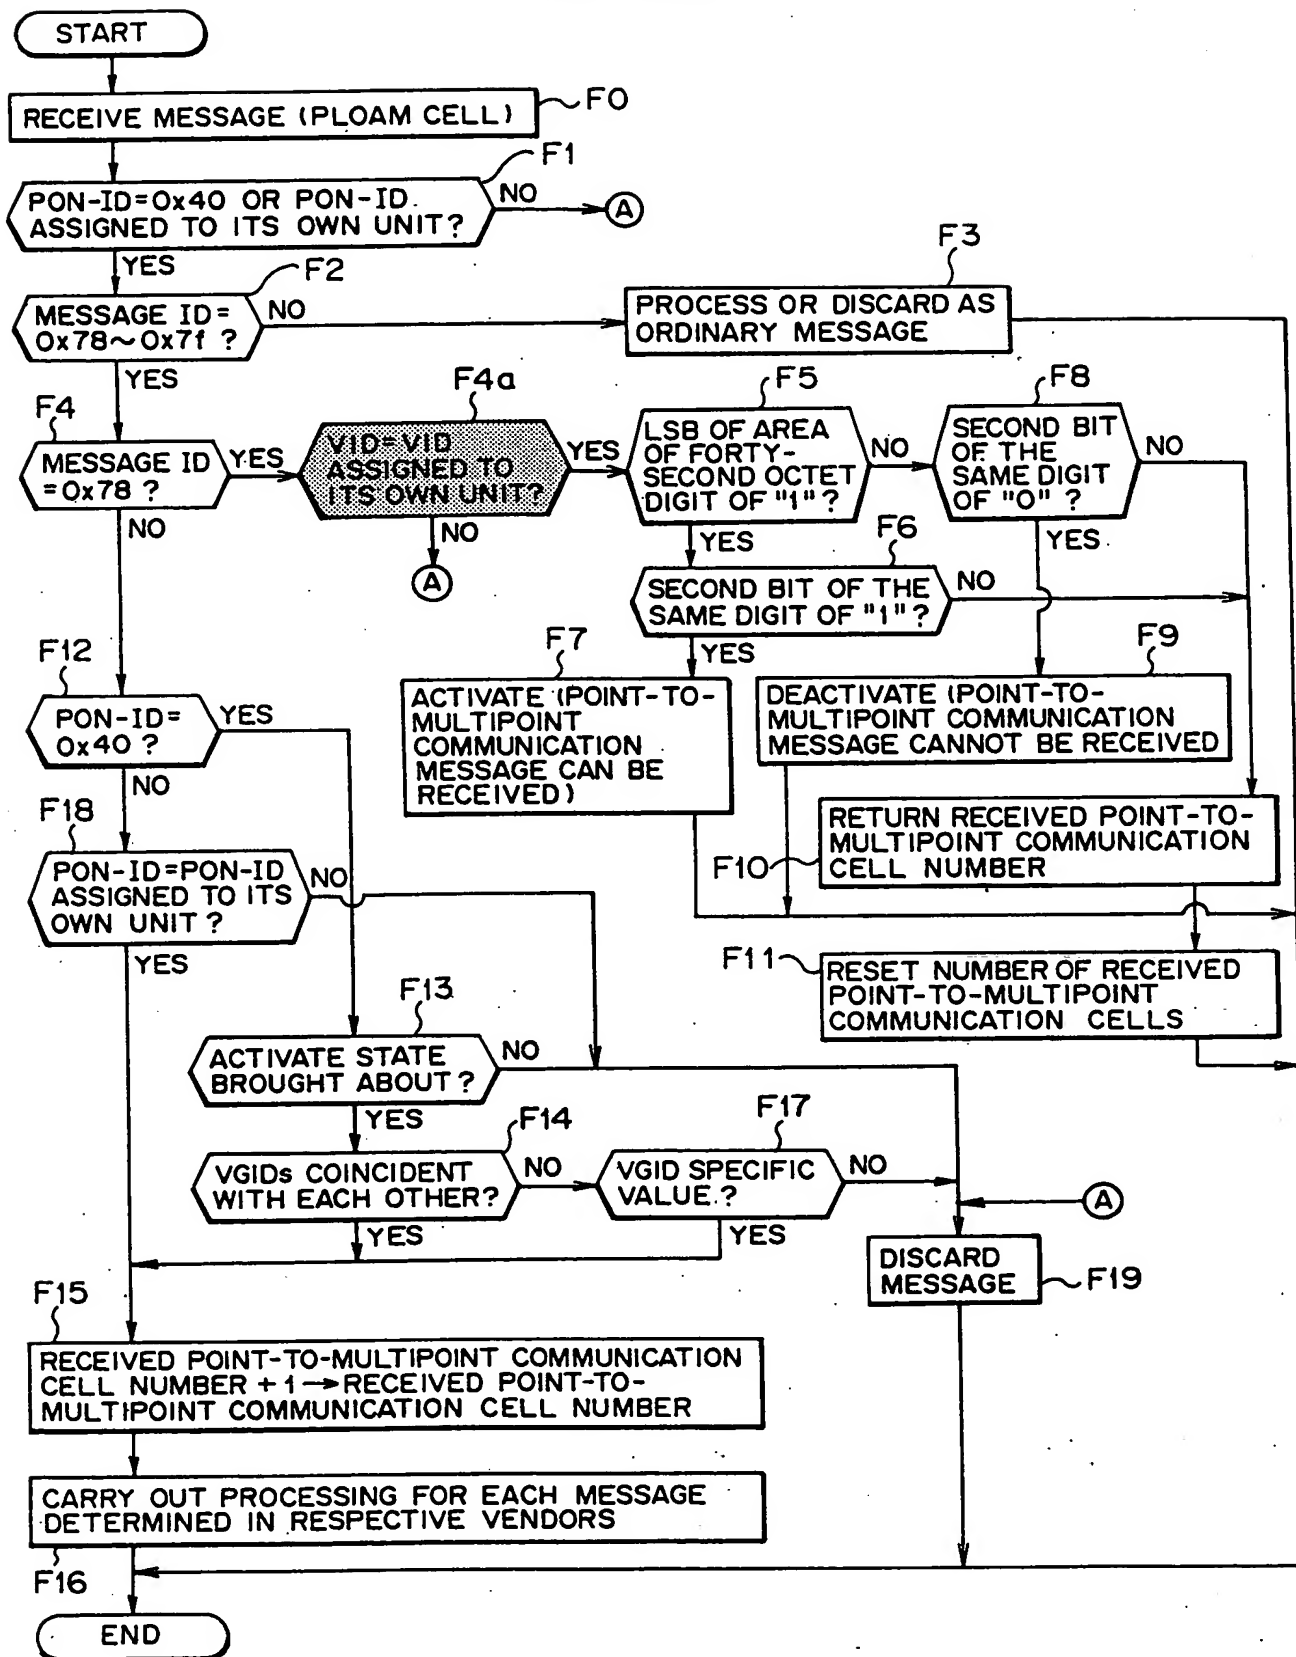 START
RECEIVE MESSAGE (PLOAM CELL)
F0
F1
PON-ID=0x40 OR PON-ID
ASSIGNED TO ITS OWN UNIT?
NO
A
YES
F2
MESSAGE ID=
0x78~0x7f ?
NO
F3
PROCESS OR DISCARD AS
ORDINARY MESSAGE
YES
F4
MESSAGE ID
=0x78 ?
YES
F4a
VID=VID
ASSIGNED TO
ITS OWN UNIT?
YES
NO
A
F5
LSB OF AREA
OF FORTY-
SECOND OCTET
DIGIT OF "1" ?
NO
YES
F8
SECOND BIT
OF THE
SAME DIGIT
OF "0" ?
NO
YES
NO
F6
SECOND BIT OF THE
SAME DIGIT OF "1" ?
NO
YES
F7
ACTIVATE (POINT-TO-
MULTIPOINT
COMMUNICATION
MESSAGE CAN BE
RECEIVED)
F9
DEACTIVATE (POINT-TO-
MULTIPOINT COMMUNICATION
MESSAGE CANNOT BE RECEIVED
F12
PON-ID=
0x40 ?
YES
NO
F10
RETURN RECEIVED POINT-TO-
MULTIPOINT COMMUNICATION
CELL NUMBER
F18
PON-ID=PON-ID
ASSIGNED TO ITS
OWN UNIT ?
NO
YES
F11
RESET NUMBER OF RECEIVED
POINT-TO-MULTIPOINT
COMMUNICATION CELLS
F13
ACTIVATE STATE
BROUGHT ABOUT ?
NO
YES
F14
VGIDs COINCIDENT
WITH EACH OTHER?
NO
YES
F17
VGID SPECIFIC
VALUE ?
NO
YES
A
DISCARD
MESSAGE
F19
F15
RECEIVED POINT-TO-MULTIPOINT COMMUNICATION
CELL NUMBER + 1 → RECEIVED POINT-TO-
MULTIPOINT COMMUNICATION CELL NUMBER
CARRY OUT PROCESSING FOR EACH MESSAGE
DETERMINED IN RESPECTIVE VENDORS
F16
END